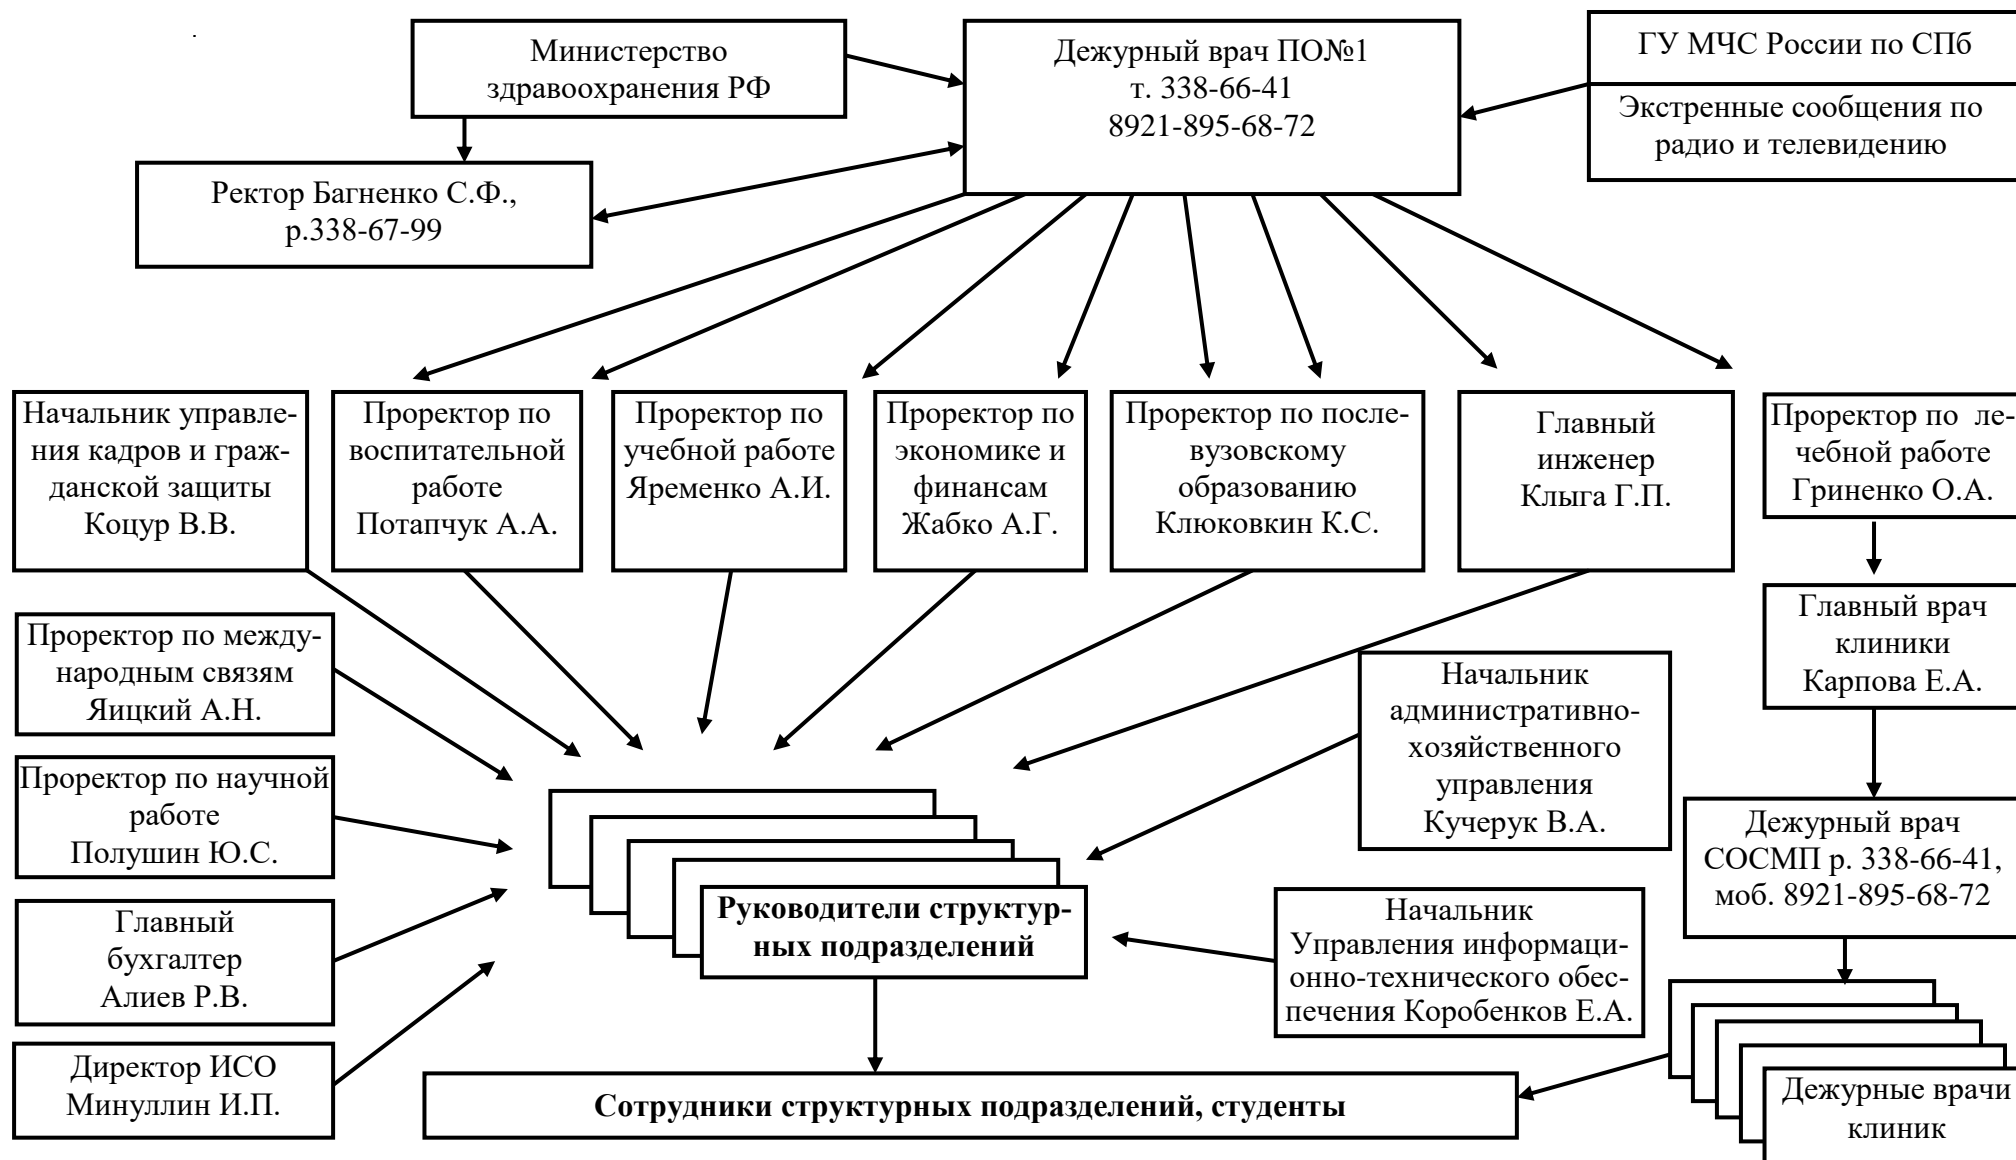 Министерство
здравоохранения РФ
Дежурный врач ПО№1
т. 338-66-41
8921-895-68-72
ГУ МЧС России по СПб
Экстренные сообщения по
радио и телевидению
Ректор Багненко С.Ф.,
р.338-67-99
Начальник управле-
ния кадров и граж-
данской защиты
Коцур В.В.
Проректор по
воспитательной
работе
Потапчук А.А.
Проректор по
учебной работе
Яременко А.И.
Проректор по
экономике и
финансам
Жабко А.Г.
Проректор по после-
вузовскому
образованию
Клюковкин К.С.
Главный
инженер
Клыга Г.П.
Проректор по ле-
чебной работе
Гриненко О.А.
Проректор по между-
народным связям
Яицкий А.Н.
Главный врач
клиники
Карпова Е.А.
Начальник
административно-
хозяйственного
управления
Кучерук В.А.
Проректор по научной
работе
Полушин Ю.С.
Дежурный врач
СОСМП р. 338-66-41,
моб. 8921-895-68-72
Руководители структур-
ных подразделений
Начальник
Управления информаци-
онно-технического обес-
печения Коробенков Е.А.
Главный
бухгалтер
Алиев Р.В.
Директор ИСО
Минуллин И.П.
Сотрудники структурных подразделений, студенты
Дежурные врачи
клиник